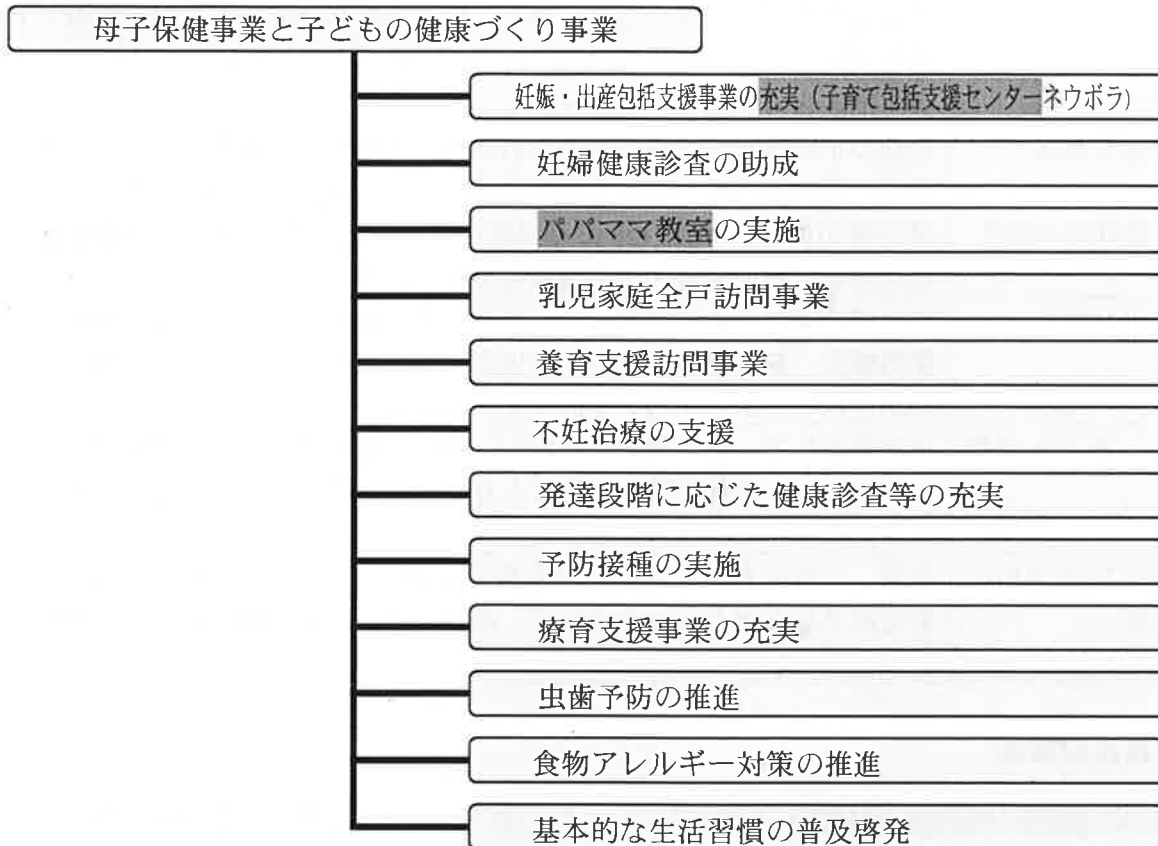 母子保健事業と子どもの健康づくり事業
妊娠・出産包括支援事業の充実(子育て包括支援センターネウボラ)
妊婦健康診査の助成
パパママ教室の実施
乳児家庭全戸訪問事業
養育支援訪問事業
不妊治療の支援
発達段階に応じた健康診査等の充実
予防接種の実施
療育支援事業の充実
虫歯予防の推進
食物アレルギー対策の推進
基本的な生活習慣の普及啓発